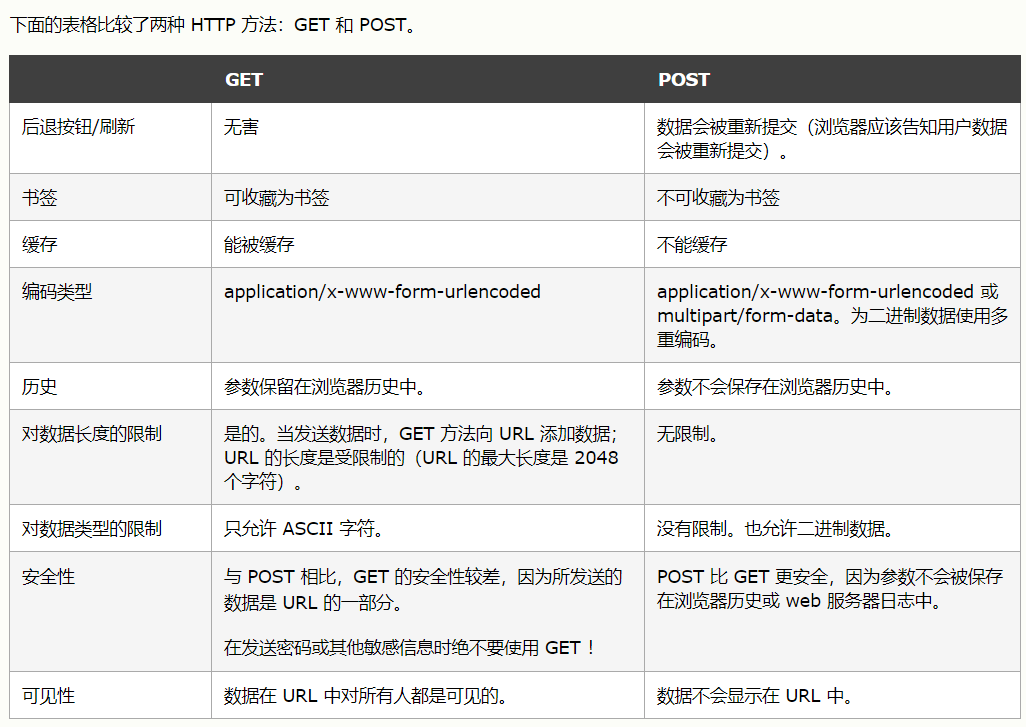 下面的表格比较了两种 HTTP 方法：GET 和 POST。
GET POST
后退按钮/刷新 无害 数据会被重新提交（浏览器应该告知用户数据
会被重新提交）。
书签 可收藏为书签 不可收藏为书签
缓存 能被缓存 不能缓存
编码类型 application/x-www-form-urlencoded application/x-www-form-urlencoded 或
multipart/form-data。为二进制数据使用多
重编码。
历史 参数保留在浏览器历史中。 参数不会保存在浏览器历史中。
对数据长度的限制 是的。当发送数据时，GET 方法向 URL 添加数据； 无限制。
URL 的长度是受限制的（URL 的最大长度是 2048
个字符）。
对数据类型的限制 只允许 ASCII 字符。 没有限制。也允许二进制数据。
安全性 与 POST 相比，GET 的安全性较差，因为所发送的 POST 比 GET 更安全，因为参数不会被保存
数据是 URL 的一部分。 在浏览器历史或 web 服务器日志中。
在发送密码或其他敏感信息时绝不要使用 GET ！
可见性 数据在 URL 中对所有人都是可见的。 数据不会显示在 URL 中。